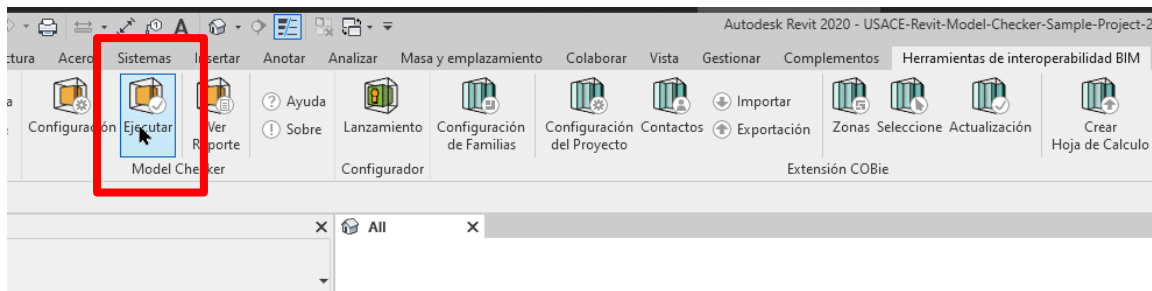 A
Autodesk Revit 2020 - USACE-Revit-Model-Checker-Sample-Project-2
ctura Acero Sistemas Insertar Anotar Analizar Masa y emplazamiento Colaborar Vista Gestionar Complementos Herramientas de interoperabilidad BIM
a Configuración Ejecutar Ver Reporte
Ayuda
Sobre
Lanzamiento
Configuración de Familias
Configuración del Proyecto
Contactos
Importar
Exportación
Zonas Seleccione Actualización
Crear Hoja de Calculo
Model Checker Configurador Extensión COBie
All